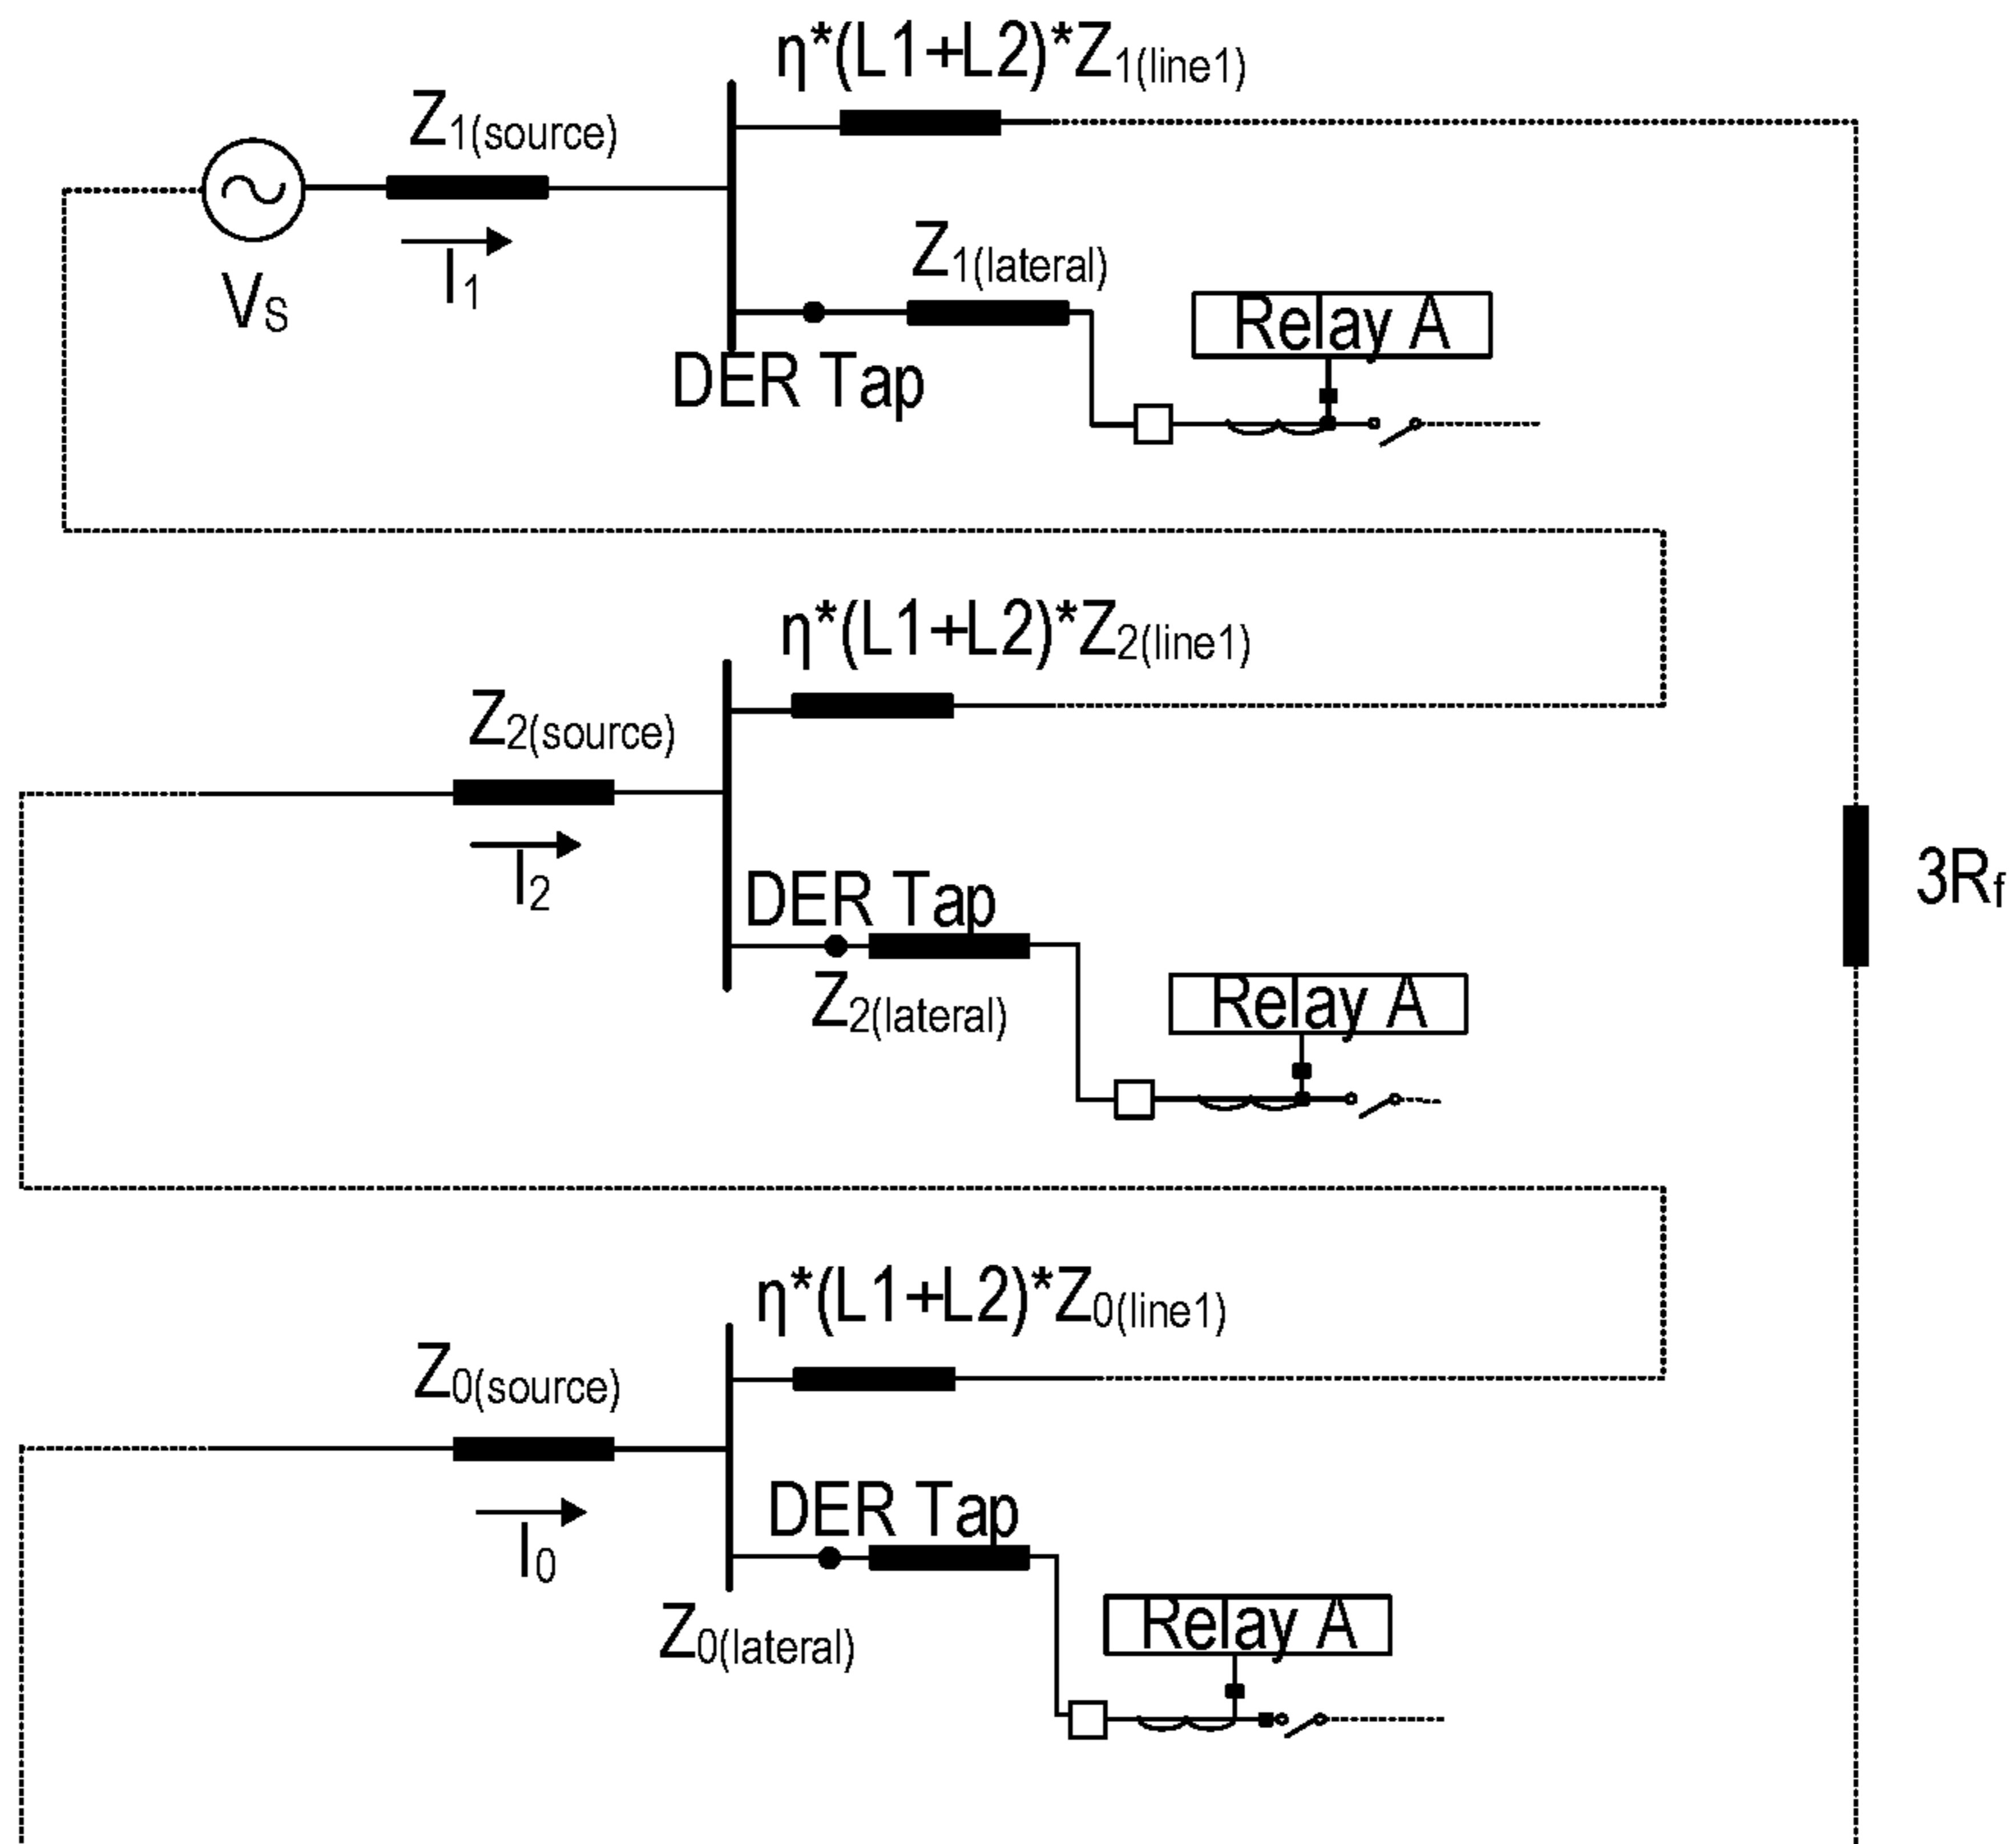 η*(L1+L2)*Z1(line1)
Z1(source)
I1
VS
Z1(lateral)
Relay A
DER Tap
η*(L1+L2)*Z2(line1)
Z2(source)
I2
DER Tap
Z2(lateral)
Relay A
3Rf
η*(L1+L2)*Z0(line1)
Z0(source)
I0
DER Tap
Z0(lateral)
Relay A